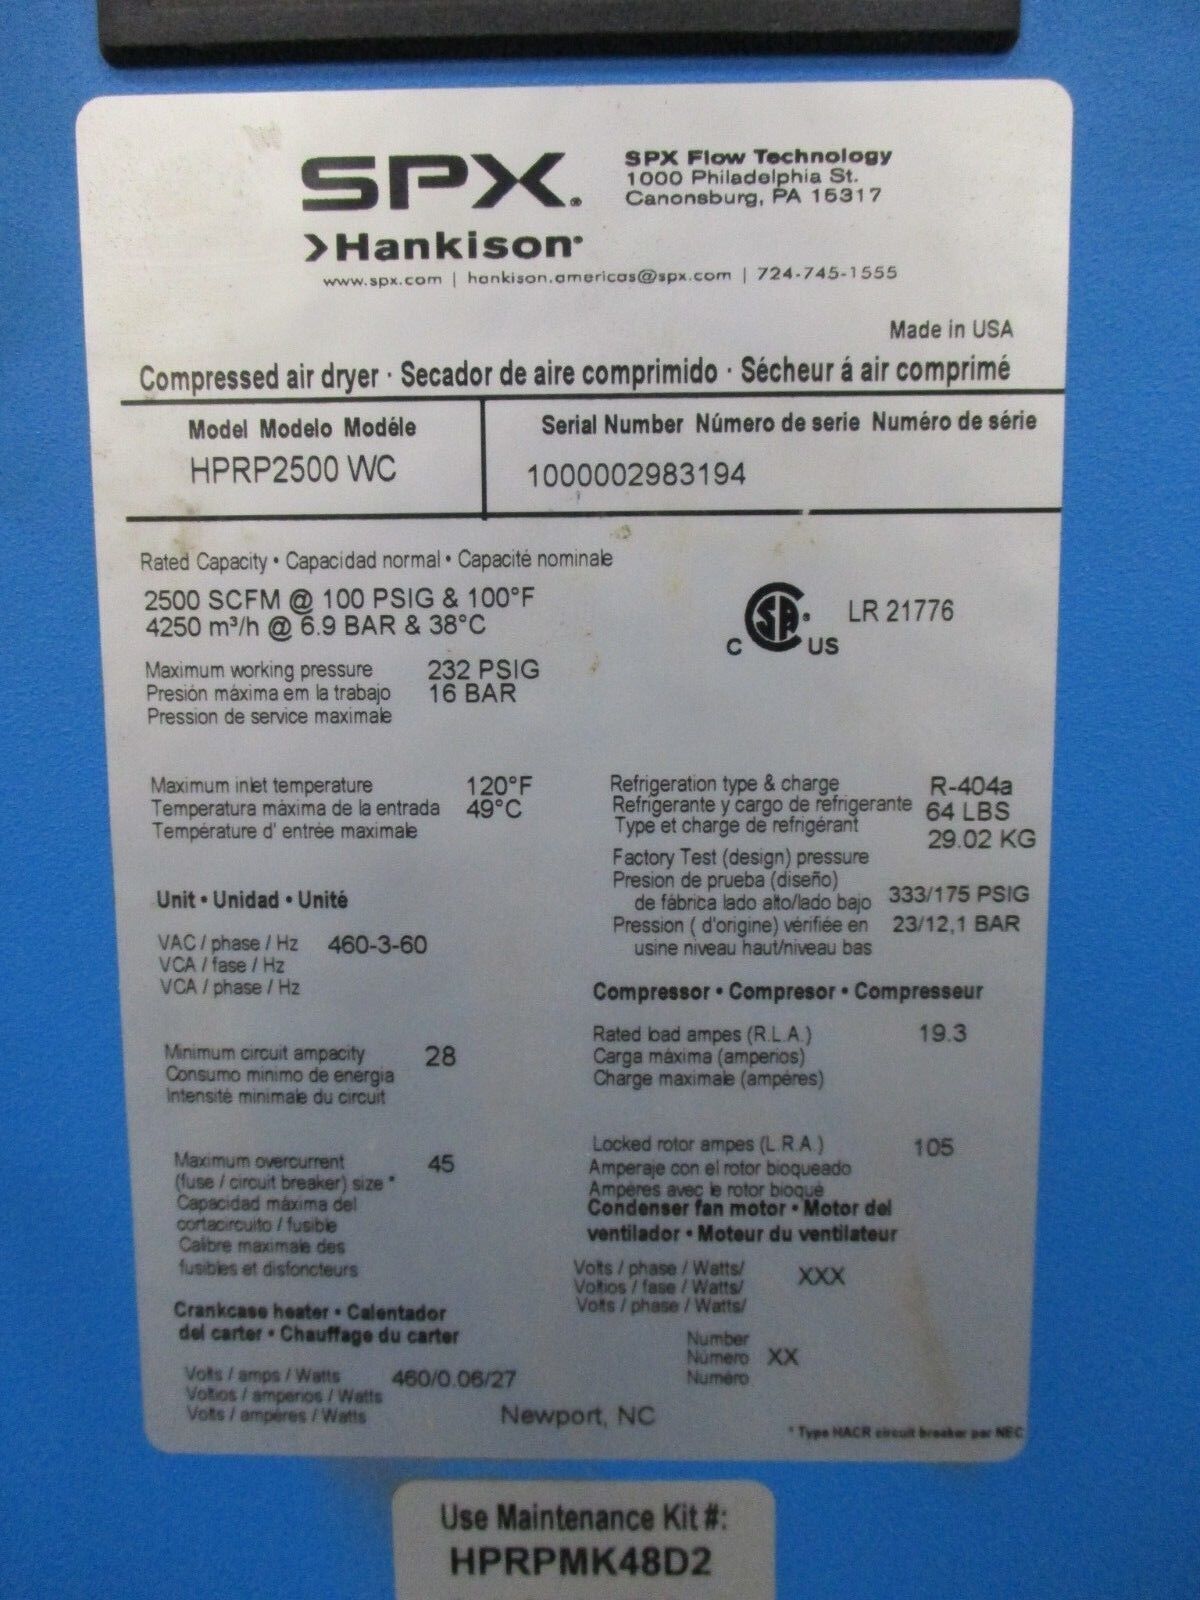 SPX.
SPX Flow Technology
1000 Philadelphia St.
Canonsburg, PA 15317
>Hankison®
www.spx.com | hankison.americas@spx.com | 724-745-1555
Made in USA
Compressed air dryer · Secador de aire comprimido · Sécheur á air comprimé
Model Modelo Modéle
HPRP2500 WC
Serial Number Número de serie Numéro de série
1000002983194
Rated Capacity • Capacidad normal • Capacité nominale
2500 SCFM @ 100 PSIG & 100°F
4250 m³/h @ 6.9 BAR & 38°C
C SA® US LR 21776
Maximum working pressure 232 PSIG
Presión máxima em la trabajo 16 BAR
Pression de service maximale
Maximum inlet temperature 120°F
Temperatura máxima de la entrada 49°C
Température d' entrée maximale
Refrigeration type & charge R-404a
Refrigerante y cargo de refrigerante 64 LBS
Type et charge de refrigérant 29.02 KG
Factory Test (design) pressure
Presion de prueba (diseño)
de fábrica lado alto/lado bajo 333/175 PSIG
Pression ( d'origine) vérifiée en 23/12,1 BAR
usine niveau haut/niveau bas
Unit • Unidad • Unité
VAC / phase / Hz 460-3-60
VCA / fase / Hz
VCA / phase / Hz
Compressor • Compresor • Compresseur
Rated load ampes (R.L.A.) 19.3
Carga máxima (amperios)
Charge maximale (ampéres)
Minimum circuit ampacity 28
Consumo minimo de energia
Intensité minimale du circuit
Locked rotor ampes (L.R.A.) 105
Amperaje con el rotor bloqueado
Ampéres avec le rotor bloqué
Maximum overcurrent 45
(fuse / circuit breaker) size *
Capacidad máxima del
cortacircuito / fusible
Calibre maximale des
fusibles et disfoncteurs
Condenser fan motor • Motor del
ventilador • Moteur du ventilateur
Volts / phase / Watts/ XXX
Voltios / fase / Watts/
Volts / phase / Watts/
Number
Número XX
Numéro
Crankcase heater • Calentador
del carter • Chauffage du carter
Volts / amps / Watts 460/0.06/27
Voltios / amperios / Watts
Volts / ampéres / Watts
Newport, NC
* Type HACR circuit breaker per NEC
Use Maintenance Kit #:
HPRPMK48D2